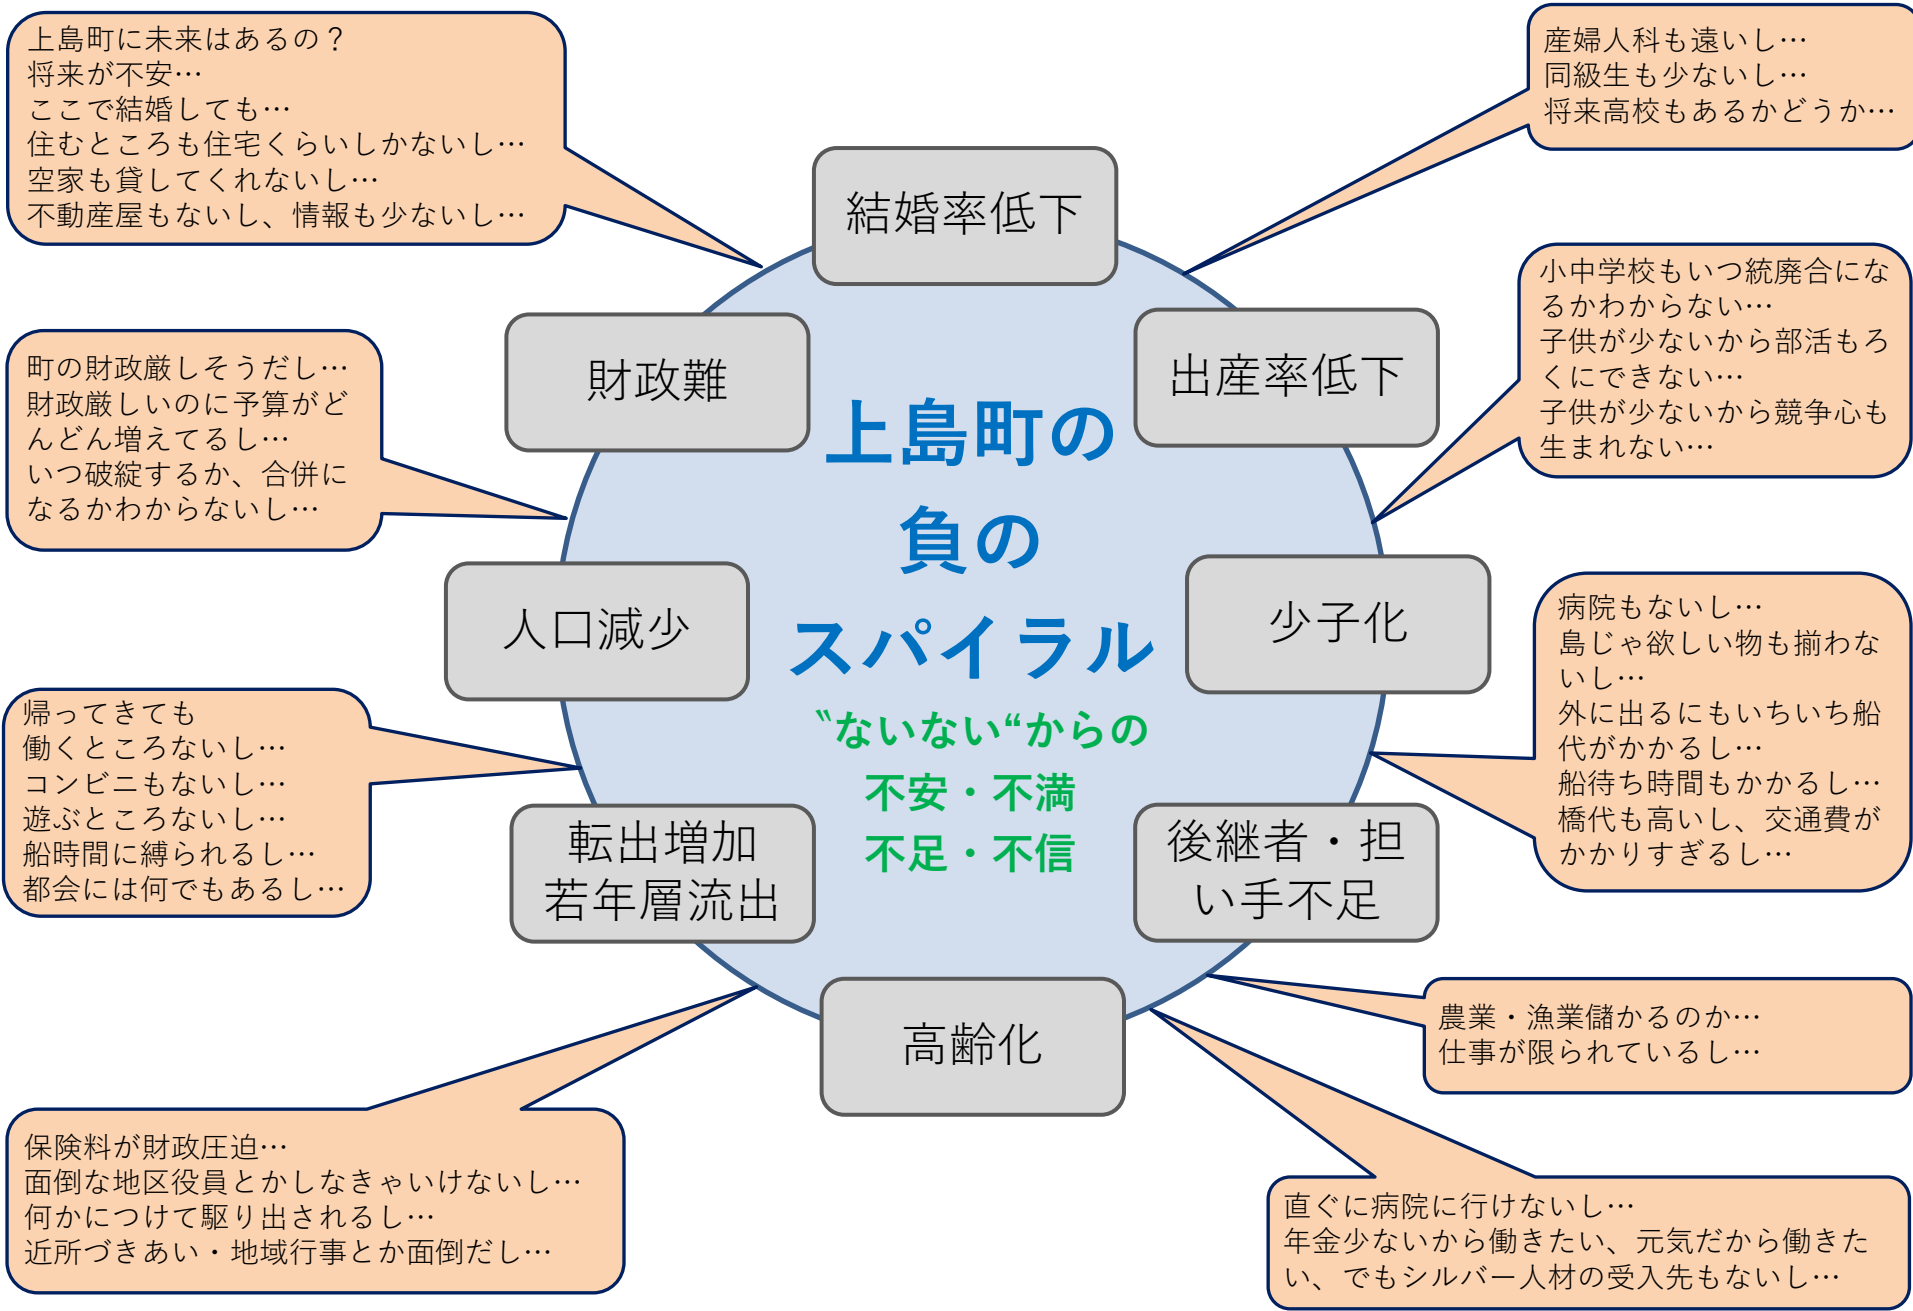 上島町に未来はあるの？
将来が不安…
ここで結婚しても…
住むところも住宅くらいしかないし…
空家も貸してくれないし…
不動産屋もないし、情報も少ないし…
産婦人科も遠いし…
同級生も少ないし…
将来高校もあるかどうか…
結婚率低下
小中学校もいつ統廃合にな
るかわからない…
子供が少ないから部活もろ
くにできない…
子供が少ないから競争心も
生まれない…
財政難
出産率低下
町の財政厳しそうだし…
財政厳しいのに予算がど
んどん増えてるし…
いつ破綻するか、合併に
なるかわからないし…
上島町の
負の
スパイラル
〝ないない“からの
不安・不満
不足・不信
人口減少
少子化
病院もないし…
島じゃ欲しい物も揃わな
いし…
外に出るにもいちいち船
代がかかるし…
船待ち時間もかかるし…
橋代も高いし、交通費が
かかりすぎるし…
帰ってきても
働くところないし…
コンビニもないし…
遊ぶところないし…
船時間に縛られるし…
都会には何でもあるし…
転出増加
若年層流出
後継者・担
い手不足
高齢化
農業・漁業儲かるのか…
仕事が限られているし…
保険料が財政圧迫…
面倒な地区役員とかしなきゃいけないし…
何かにつけて駆り出されるし…
近所づきあい・地域行事とか面倒だし…
直ぐに病院に行けないし…
年金少ないから働きたい、元気だから働きた
い、でもシルバー人材の受入先もないし…